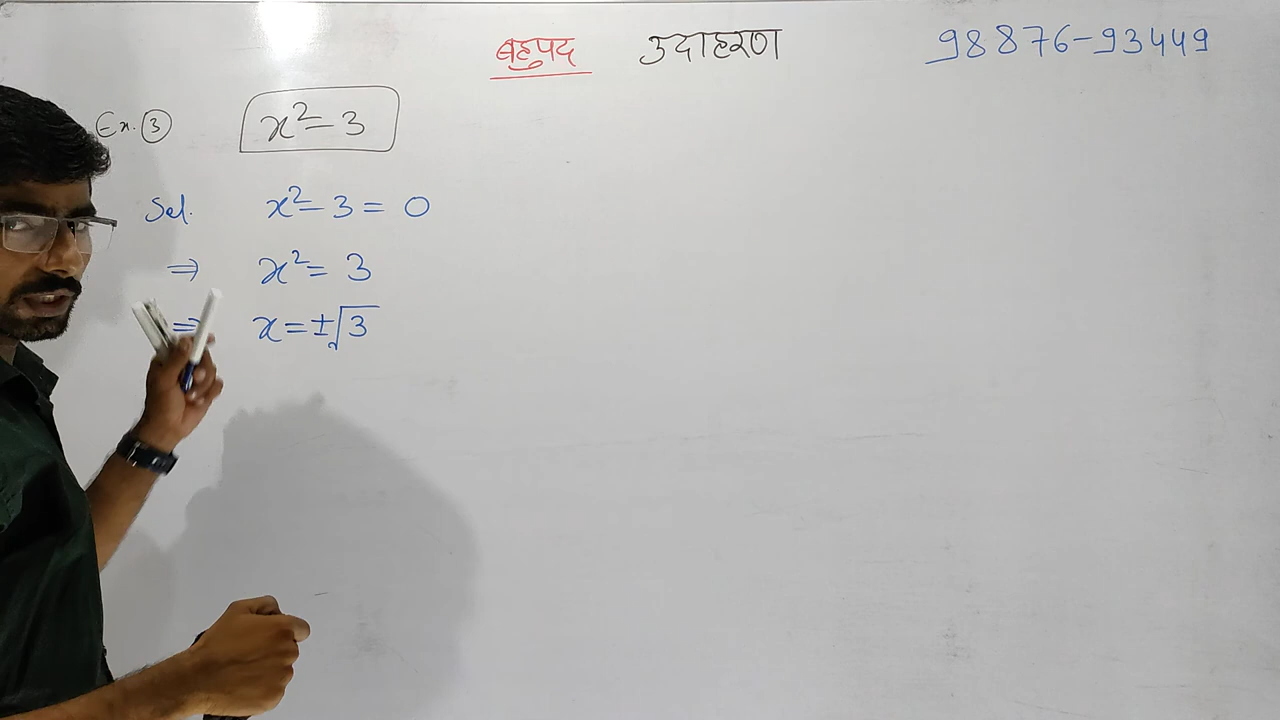 बहुपद उदाहरण 98876-93449
Ex. 3 x²-3
Sol. x²-3=0
⇒ x²=3
⇒ x=±√3